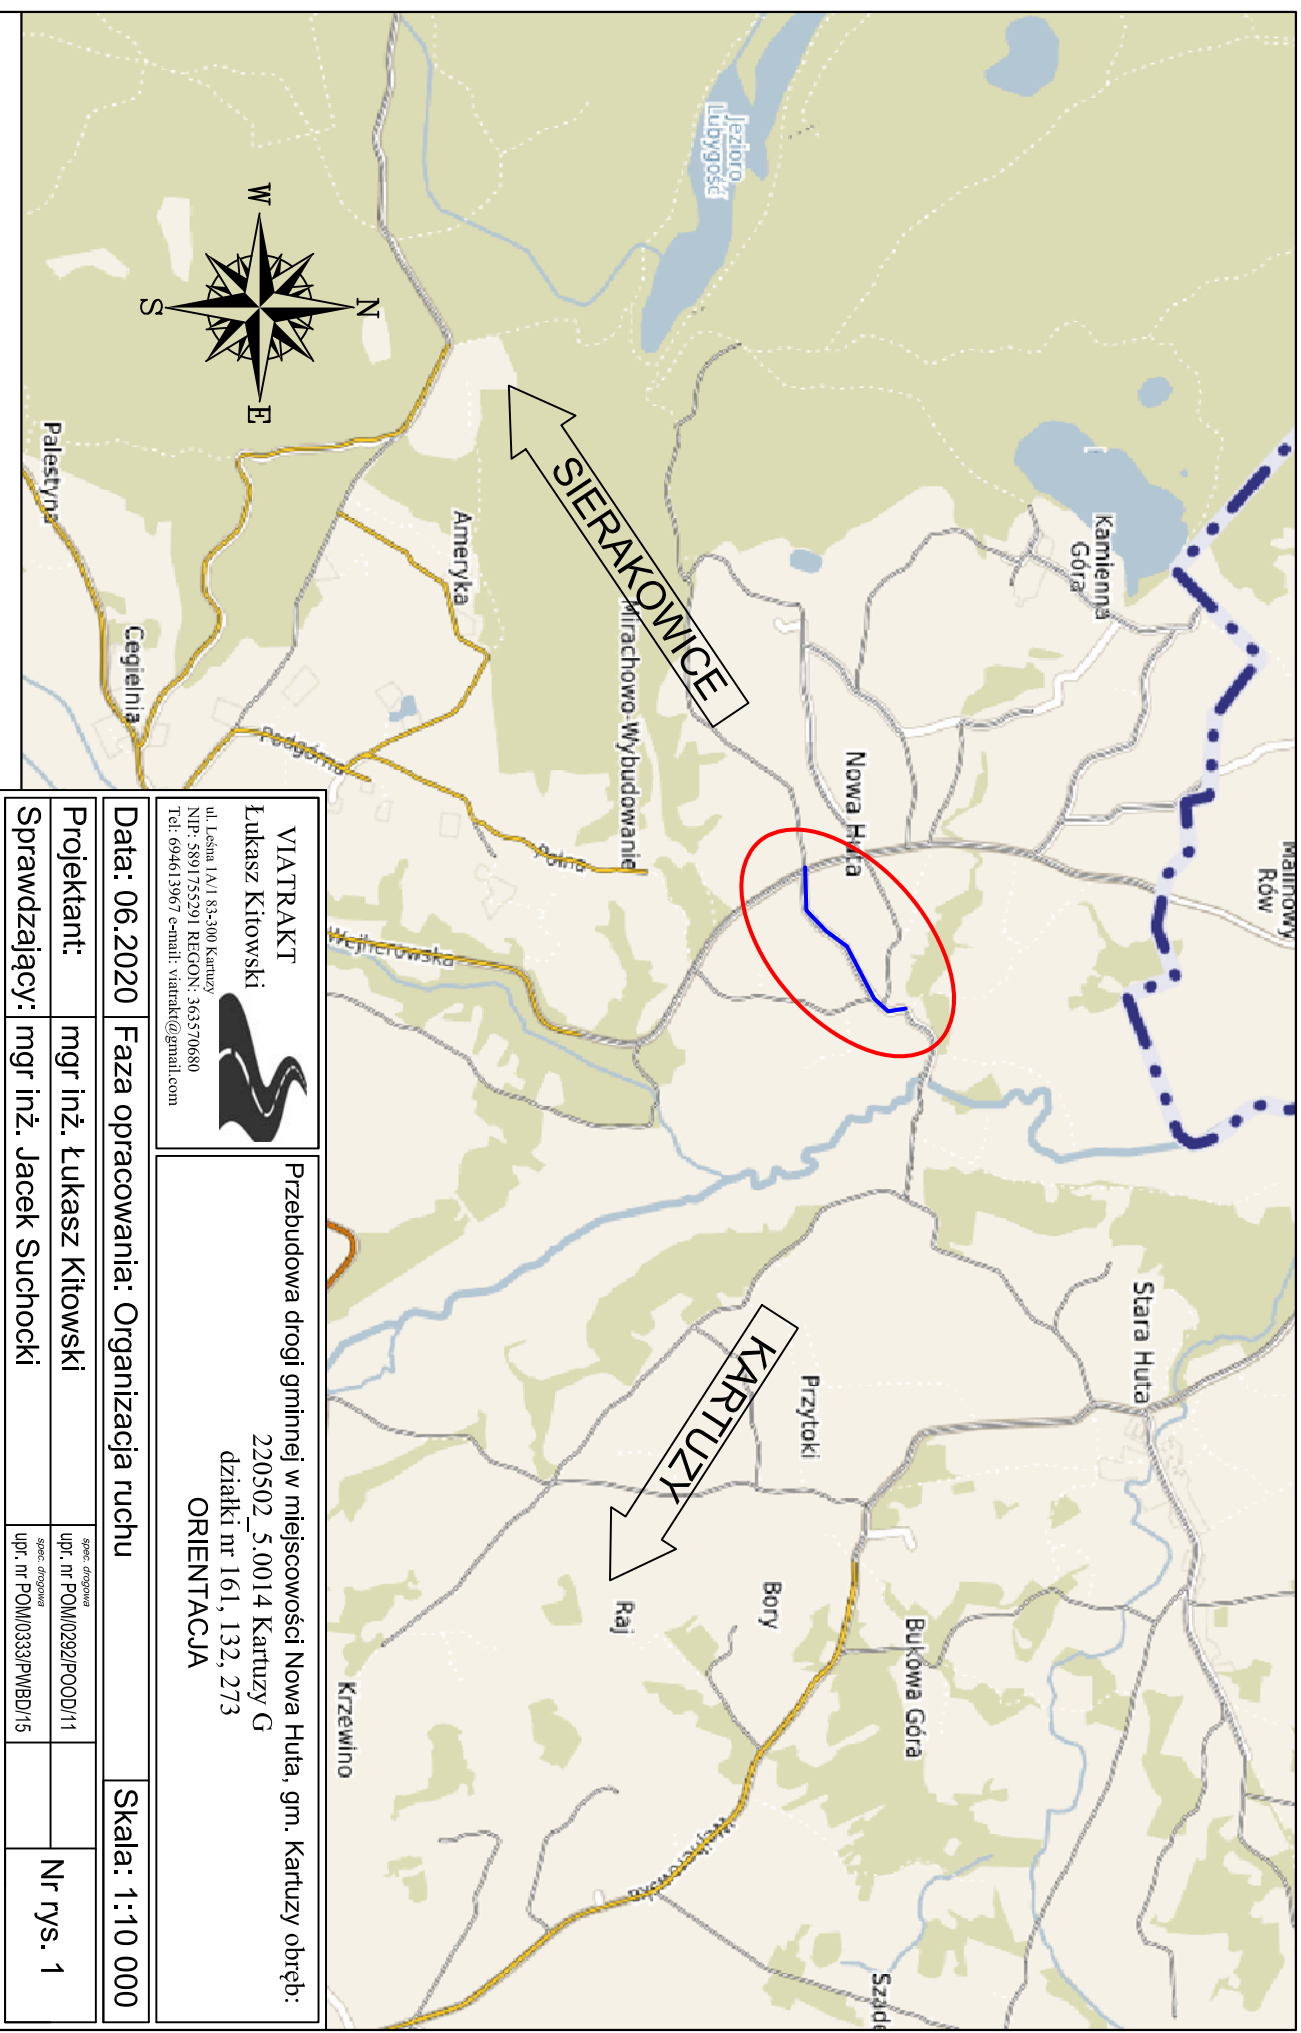 Malinowy
Rów
Kamienna
Góra
Stara Huta
Bukowa Góra
Szade
Nowa Huta
Przytoki
Bory
Jezioro
Lubygość
SIERAKOWICE
KARTUZY
Mirachowo-Wybudowanie
Raj
Ameryka
Polna
Wejherowska
Krzewino
Podgórna
Cegielnia
Palestyna
N
W
E
S
VIATRAKT
Łukasz Kitowski
ul. Leśna 1A/1 83-300 Kartuzy
NIP: 5891755291 REGON: 363570680
Tel: 694613967 e-mail: viatrakt@gmail.com
Przebudowa drogi gminnej w miejscowości Nowa Huta, gm. Kartuzy obręb:
220502_5.0014 Kartuzy G
działki nr 161, 132, 273
ORIENTACJA
Data: 06.2020 Faza opracowania: Organizacja ruchu Skala: 1:10 000
Projektant: mgr inż. Łukasz Kitowski
spec. drogowa
upr. nr POM/0292/POOD/11
Sprawdzający: mgr inż. Jacek Suchocki
spec. drogowa
upr. nr POM/0333/PWBD/15
Nr rys. 1